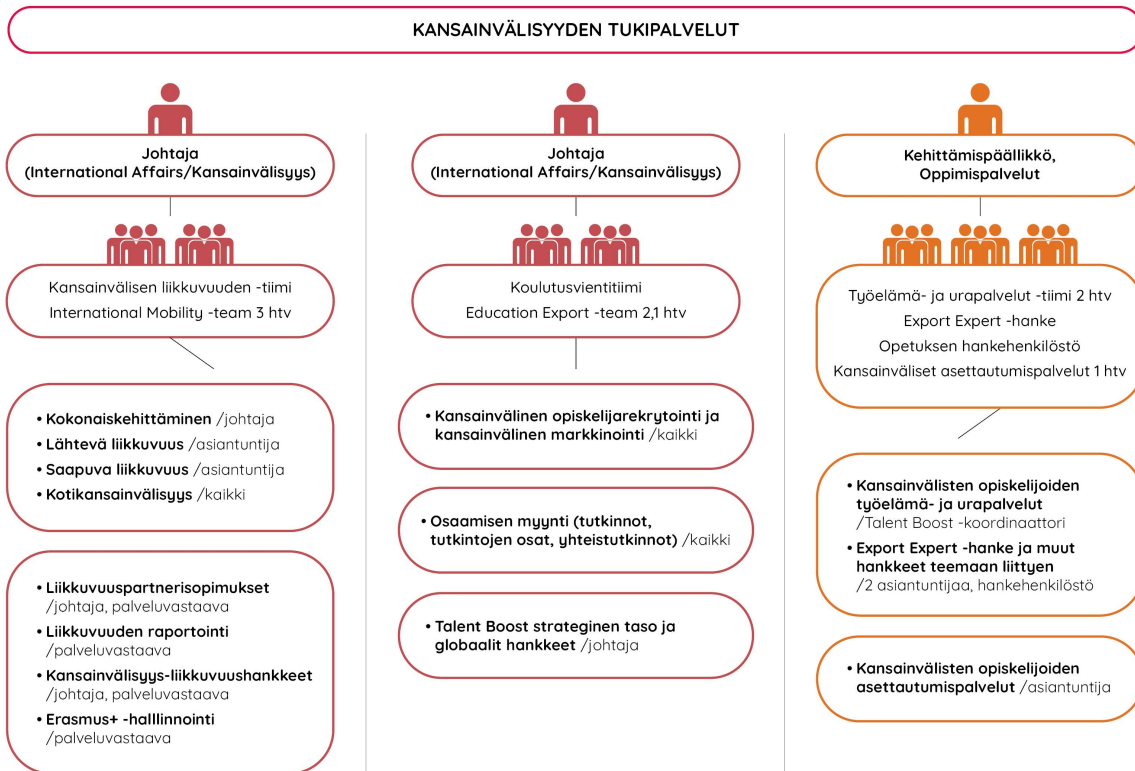 KANSAINVÄLISYYDEN TUKIPALVELUT
Johtaja
(International Affairs/Kansainvälisyys)
Kansainvälisen liikkuvuuden -tiimi
International Mobility -team 3 htv
• Kokonaiskehittäminen /johtaja
• Lähtevä liikkuvuus /asiantuntija
• Saapuva liikkuvuus /asiantuntija
• Kotikansainvälisyys /kaikki
• Liikkuvuuspartnerisopimukset
/johtaja, palveluvastaava
• Liikkuvuuden raportointi
/palveluvastaava
• Kansainvälisyys-liikkuvuushankkeet
/johtaja, palveluvastaava
• Erasmus+ -halllinnointi
/palveluvastaava
Johtaja
(International Affairs/Kansainvälisyys)
Koulutusvientitiimi
Education Export -team 2,1 htv
• Kansainvälinen opiskelijarekrytointi ja
kansainvälinen markkinointi /kaikki
• Osaamisen myynti (tutkinnot,
tutkintojen osat, yhteistutkinnot) /kaikki
• Talent Boost strateginen taso ja
globaalit hankkeet /johtaja
Kehittämispäällikkö,
Oppimispalvelut
Työelämä- ja urapalvelut -tiimi 2 htv
Export Expert -hanke
Opetuksen hankehenkilöstö
Kansainväliset asettautumispalvelut 1 htv
• Kansainvälisten opiskelijoiden
työelämä- ja urapalvelut
/Talent Boost -koordinaattori
• Export Expert -hanke ja muut
hankkeet teemaan liittyen
/2 asiantuntijaa, hankehenkilöstö
• Kansainvälisten opiskelijoiden
asettautumispalvelut /asiantuntija